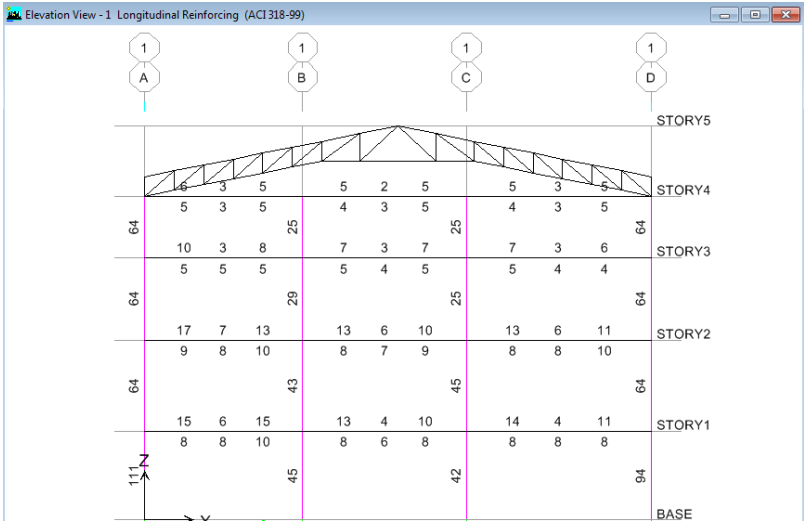 Elevation View - 1 Longitudinal Reinforcing (ACI 318-99)
1 1 1 1
A B C D
STORY5
6 3 5 5 2 5 5 3 5 STORY4
5 3 5 4 3 5 4 3 5
64 25 25 64
10 3 8 7 3 7 7 3 6 STORY3
5 5 5 5 4 5 5 4 4
64 29 25 64
17 7 13 13 6 10 13 6 11 STORY2
9 8 10 8 7 9 8 8 10
64 43 45 64
15 6 15 13 4 10 14 4 11 STORY1
8 8 10 8 6 8 8 8 8
Z
111 45 42 94
BASE